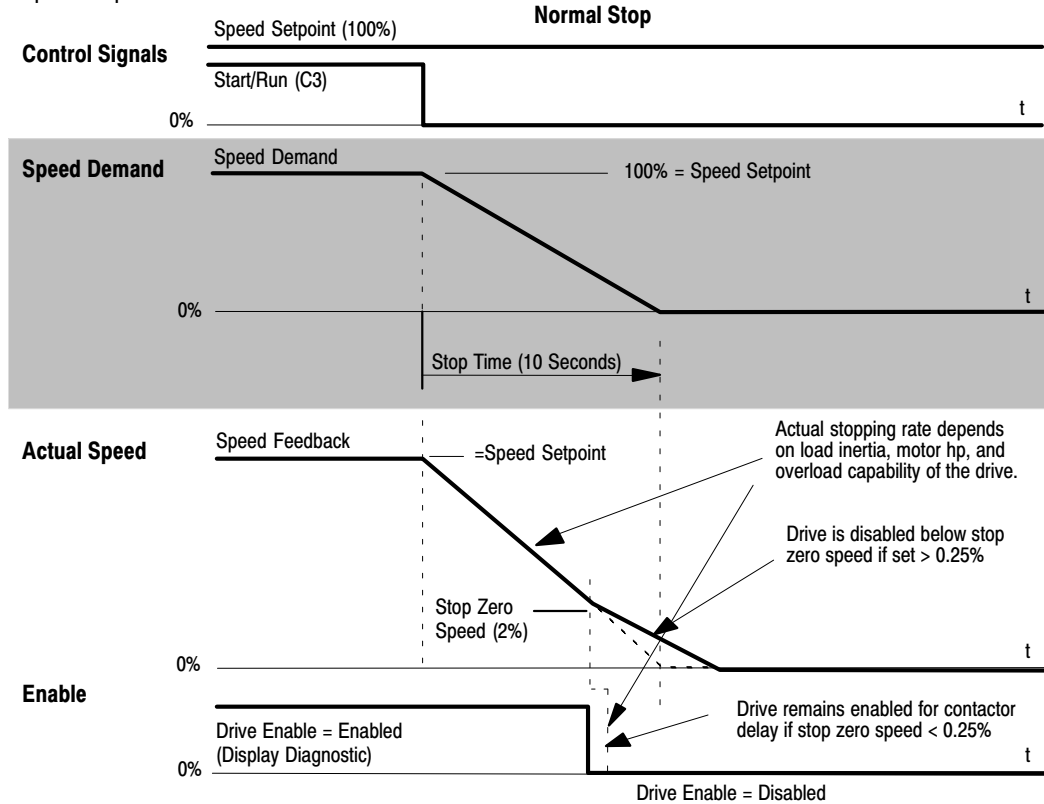 Normal Stop
Control Signals
Speed Setpoint (100%)
Start/Run (C3)
0%
t
Speed Demand
Speed Demand
100% = Speed Setpoint
0%
t
Stop Time (10 Seconds)
Actual Speed
Speed Feedback
=Speed Setpoint
Actual stopping rate depends
on load inertia, motor hp, and
overload capability of the drive.
Drive is disabled below stop
zero speed if set > 0.25%
Stop Zero
Speed (2%)
0%
t
Enable
Drive Enable = Enabled
(Display Diagnostic)
Drive remains enabled for contactor
delay if stop zero speed < 0.25%
0%
t
Drive Enable = Disabled